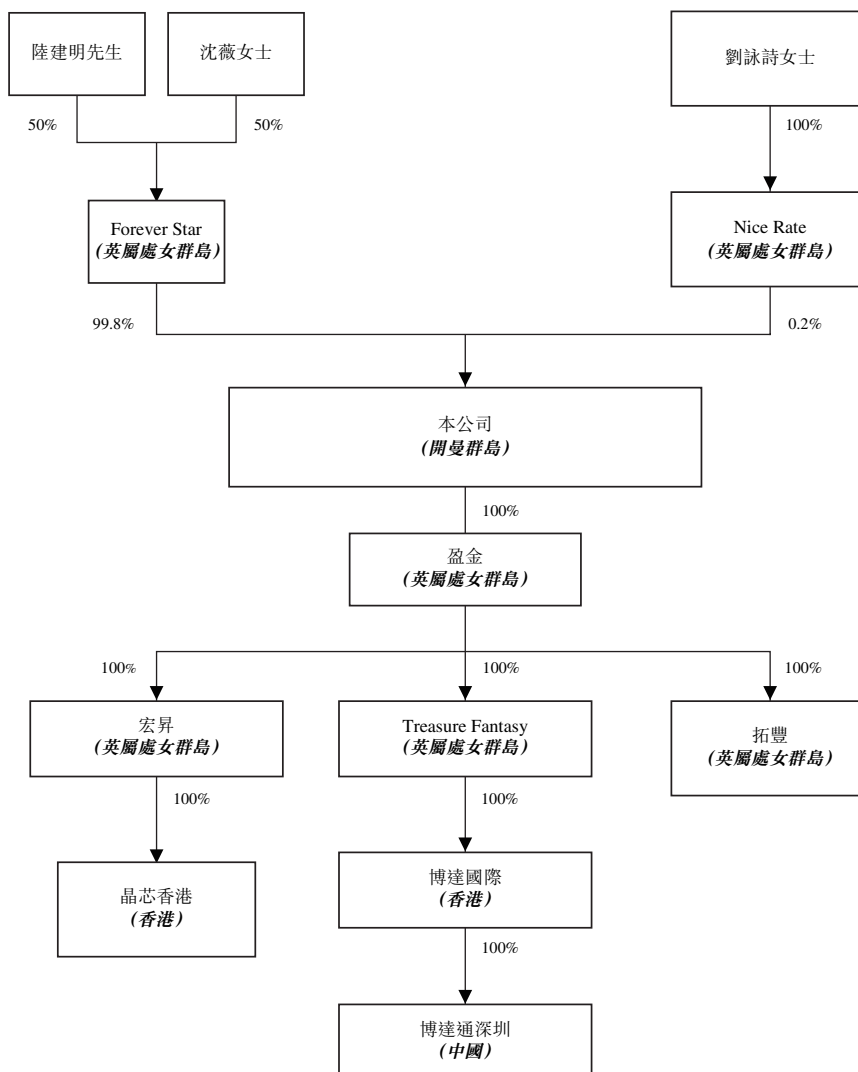 陸建明先生
沈薇女士
劉詠詩女士
50%
50%
100%
Forever Star
(英屬處女群島)
Nice Rate
(英屬處女群島)
99.8%
0.2%
本公司
(開曼群島)
100%
盈金
(英屬處女群島)
100%
100%
100%
宏昇
(英屬處女群島)
Treasure Fantasy
(英屬處女群島)
拓豐
(英屬處女群島)
100%
100%
晶芯香港
(香港)
博達國際
(香港)
100%
博達通深圳
(中國)